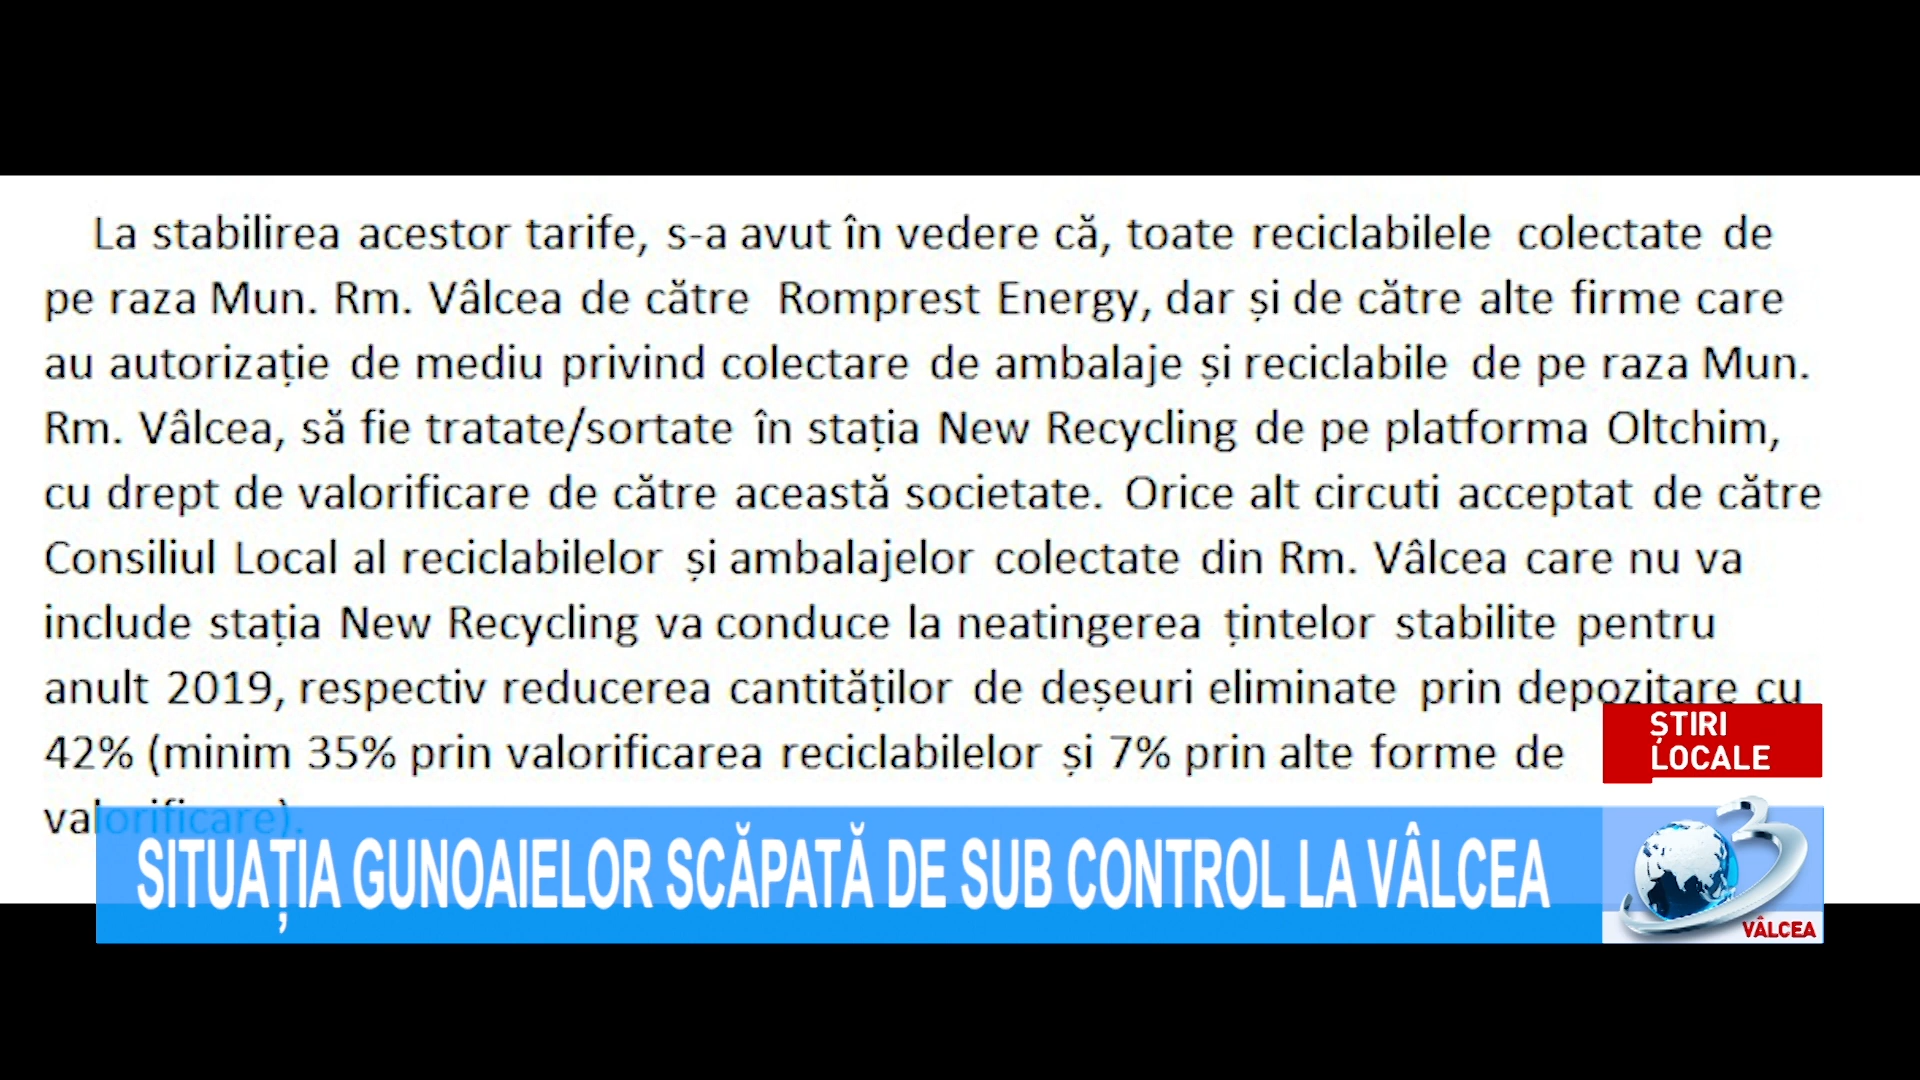 La stabilirea acestor tarife, s-a avut în vedere că, toate reciclabilele colectate de
pe raza Mun. Rm. Vâlcea de către Romprest Energy, dar și de către alte firme care
au autorizație de mediu privind colectare de ambalaje și reciclabile de pe raza Mun.
Rm. Vâlcea, să fie tratate/sortate în stația New Recycling de pe platforma Oltchim,
cu drept de valorificare de către această societate. Orice alt circuti acceptat de către
Consiliul Local al reciclabilelor și ambalajelor colectate din Rm. Vâlcea care nu va
include stația New Recycling va conduce la neatingerea țintelor stabilite pentru
anult 2019, respectiv reducerea cantităților de deșeuri eliminate prin depozitare cu
42% (minim 35% prin valorificarea reciclabilelor și 7% prin alte forme de
valorificare).
ȘTIRI
LOCALE
SITUAȚIA GUNOAIELOR SCĂPATĂ DE SUB CONTROL LA VÂLCEA
3
VÂLCEA